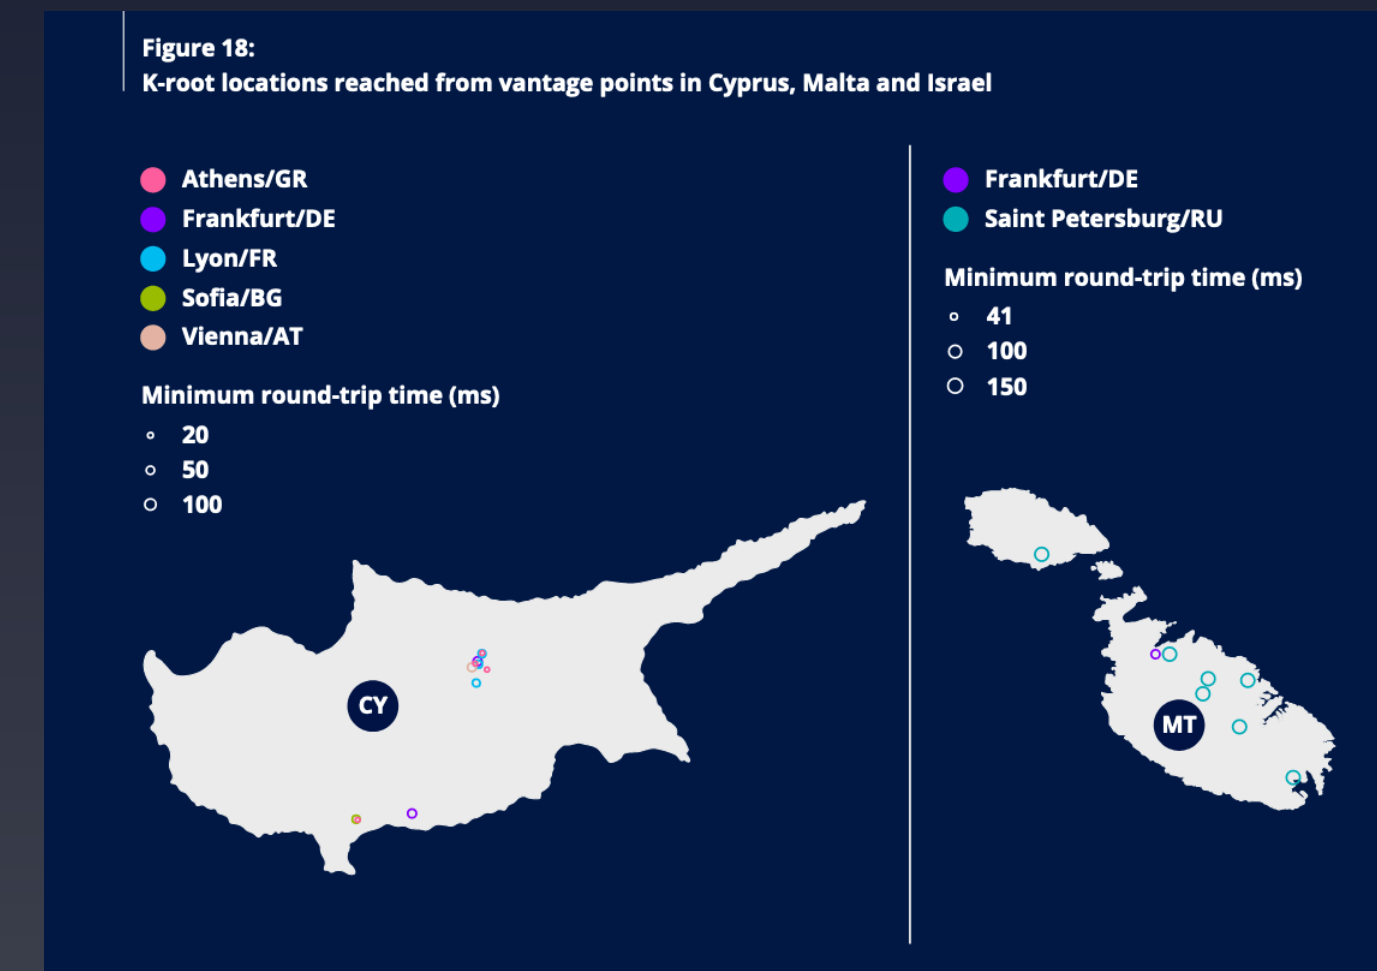 Figure 18:
K-root locations reached from vantage points in Cyprus, Malta and Israel
Athens/GR
Frankfurt/DE
Lyon/FR
Sofia/BG
Vienna/AT
Minimum round-trip time (ms)
20
50
100
CY
Frankfurt/DE
Saint Petersburg/RU
Minimum round-trip time (ms)
41
100
150
MT